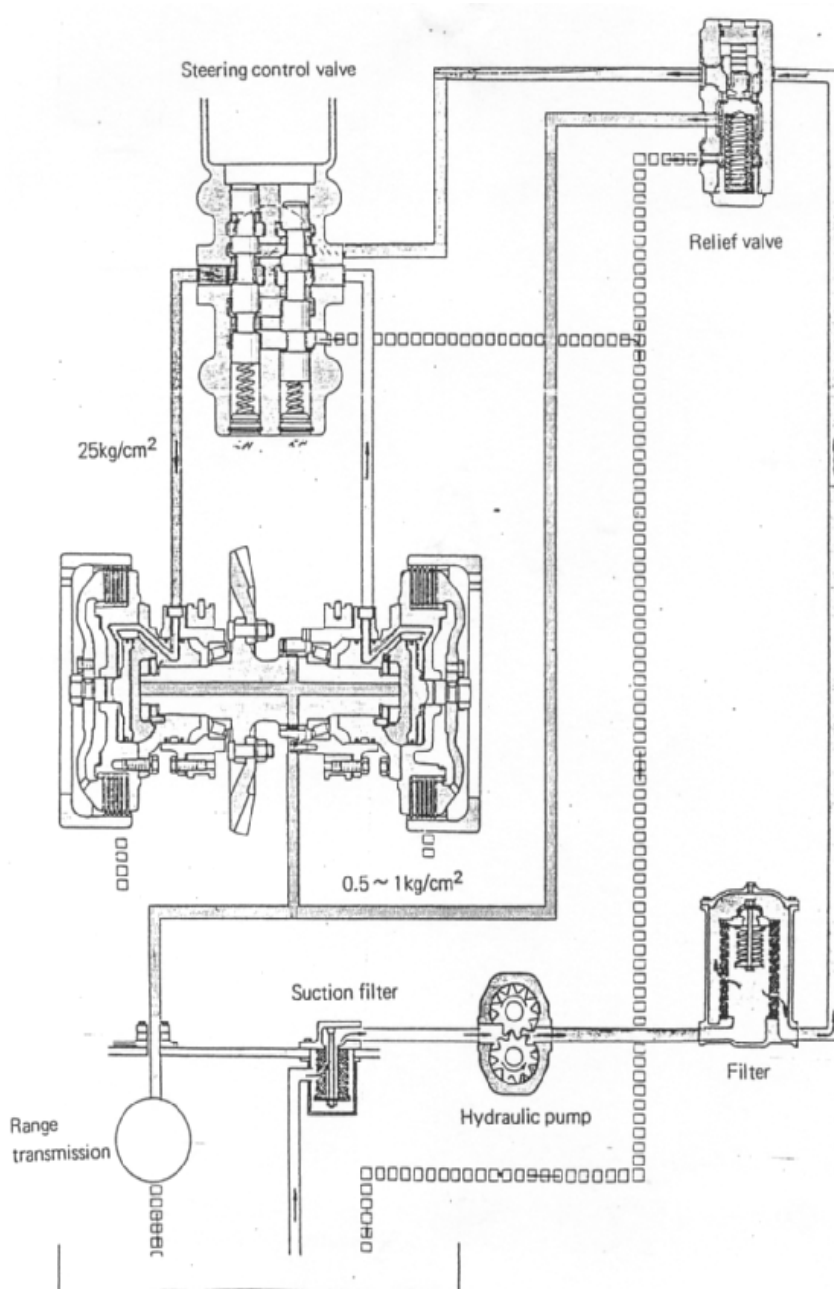 Steering control valve
Relief valve
25kg/cm²
0.5 ~ 1kg/cm²
Suction filter
Hydraulic pump
Filter
Range
transmission